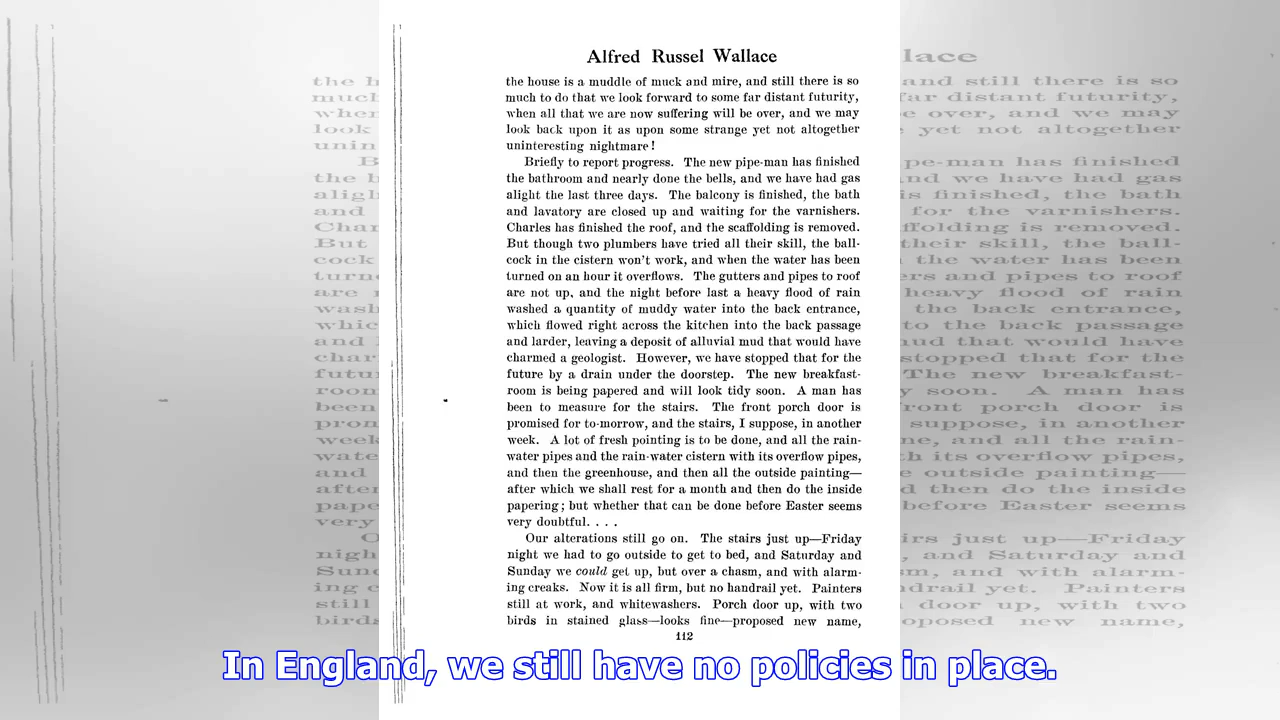 Alfred Russel Wallace
the house is a muddle of muck and mire, and still there is so
much to do that we look forward to some far distant futurity,
when all that we are now suffering will be over, and we may
look back upon it as upon some strange yet not altogether
uninteresting nightmare!
Briefly to report progress. The new pipe-man has finished
the bathroom and nearly done the bells, and we have had gas
alight the last three days. The balcony is finished, the bath
and lavatory are closed up and waiting for the varnishers.
Charles has finished the roof, and the scaffolding is removed.
But though two plumbers have tried all their skill, the ball-
cock in the cistern won't work, and when the water has been
turned on an hour it overflows. The gutters and pipes to roof
are not up, and the night before last a heavy flood of rain
washed a quantity of muddy water into the back entrance,
which flowed right across the kitchen into the back passage
and larder, leaving a deposit of alluvial mud that would have
charmed a geologist. However, we have stopped that for the
future by a drain under the doorstep. The new breakfast-
room is being papered and will look tidy soon. A man has
been to measure for the stairs. The front porch door is
promised for to-morrow, and the stairs, I suppose, in another
week. A lot of fresh pointing is to be done, and all the rain-
water pipes and the rain-water cistern with its overflow pipes,
and then the greenhouse, and then all the outside painting—
after which we shall rest for a month and then do the inside
papering; but whether that can be done before Easter seems
very doubtful. . . .
Our alterations still go on. The stairs just up—Friday
night we had to go outside to get to bed, and Saturday and
Sunday we could get up, but over a chasm, and with alarm-
ing creaks. Now it is all firm, but no handrail yet. Painters
still at work, and whitewashers. Porch door up, with two
birds in stained glass—looks fine—proposed new name,
112
In England, we still have no policies in place.